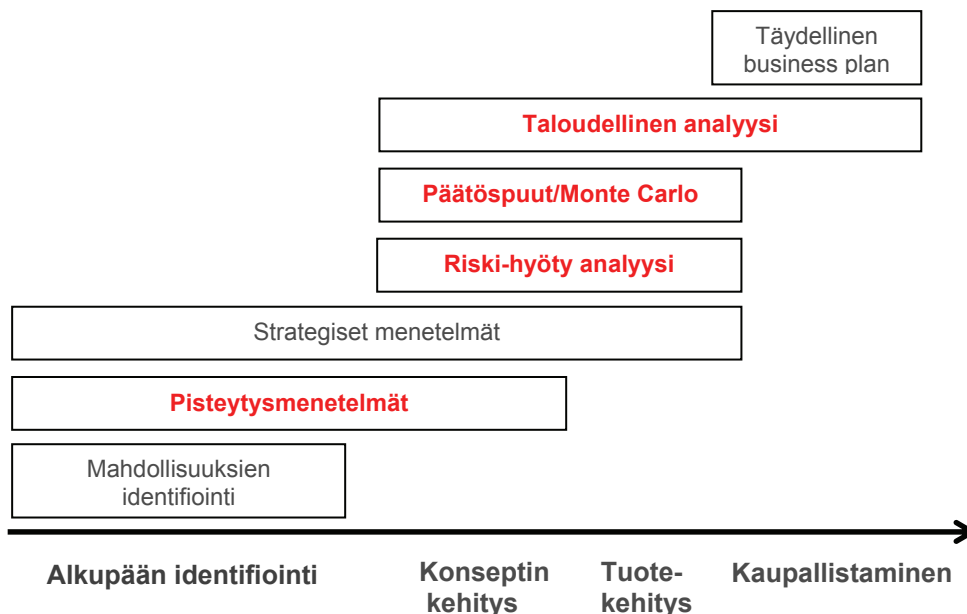 Täydellinen
business plan
Taloudellinen analyysi
Päätöspuut/Monte Carlo
Riski-hyöty analyysi
Strategiset menetelmät
Pisteytysmenetelmät
Mahdollisuuksien
identifiointi
Alkupään identifiointi
Konseptin
kehitys
Tuote-
kehitys
Kaupallistaminen